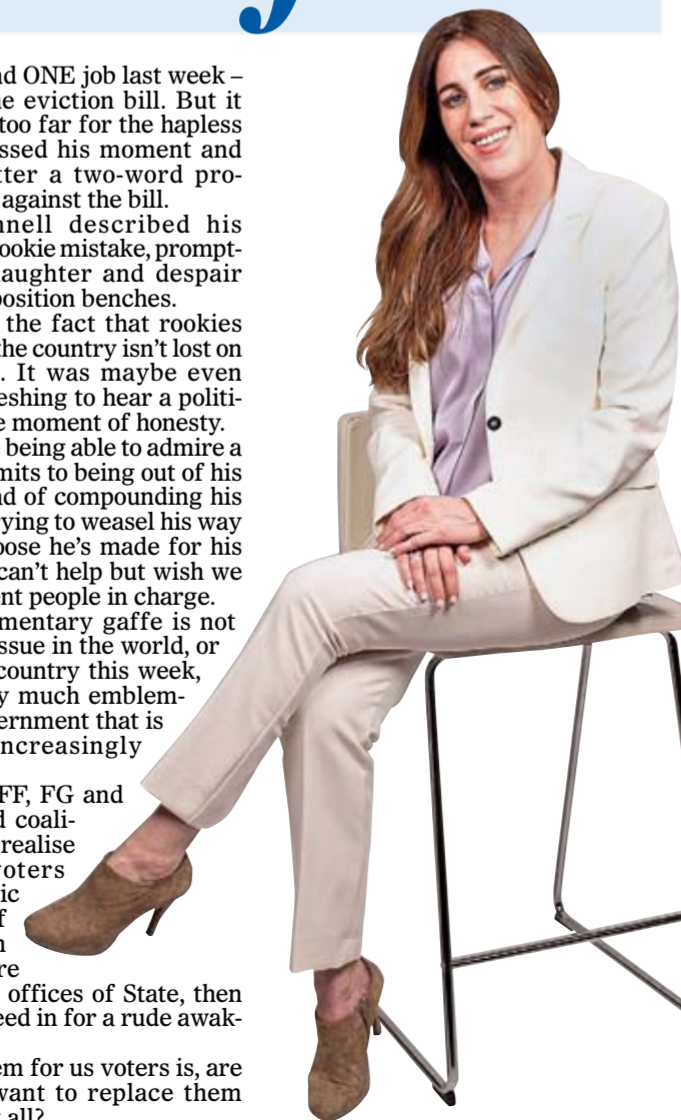 nd ONE job last week –
e eviction bill. But it
too far for the hapless
ssed his moment and
tter a two-word pro-
against the bill.
nnell described his
ookie mistake, prompt-
aughter and despair
position benches.
the fact that rookies
the country isn't lost on
. It was maybe even
eshing to hear a politi-
e moment of honesty.
being able to admire a
mits to being out of his
nd of compounding his
rying to weasel his way
oose he's made for his
can't help but wish we
ent people in charge.
mentary gaffe is not
issue in the world, or
country this week,
y much emblem-
ernment that is
ncreasingly
FF, FG and
d coali-
realise
voters
ic
f
n
re
offices of State, then
eed in for a rude awak-
em for us voters is, are
want to replace them
all?